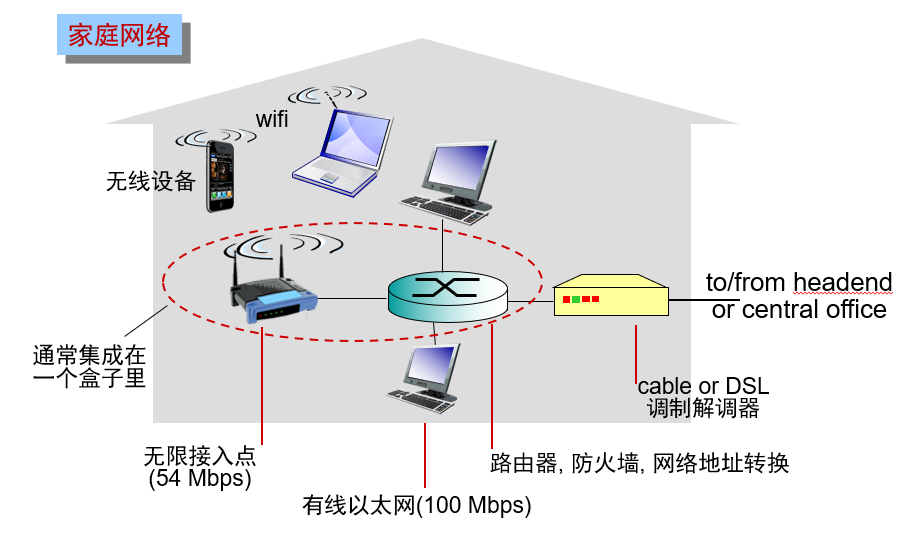 家庭网络
wifi
无线设备
to/from headend
or central office
通常集成在
一个盒子里
cable or DSL
调制解调器
无限接入点
(54 Mbps)
路由器, 防火墙, 网络地址转换
有线以太网(100 Mbps)